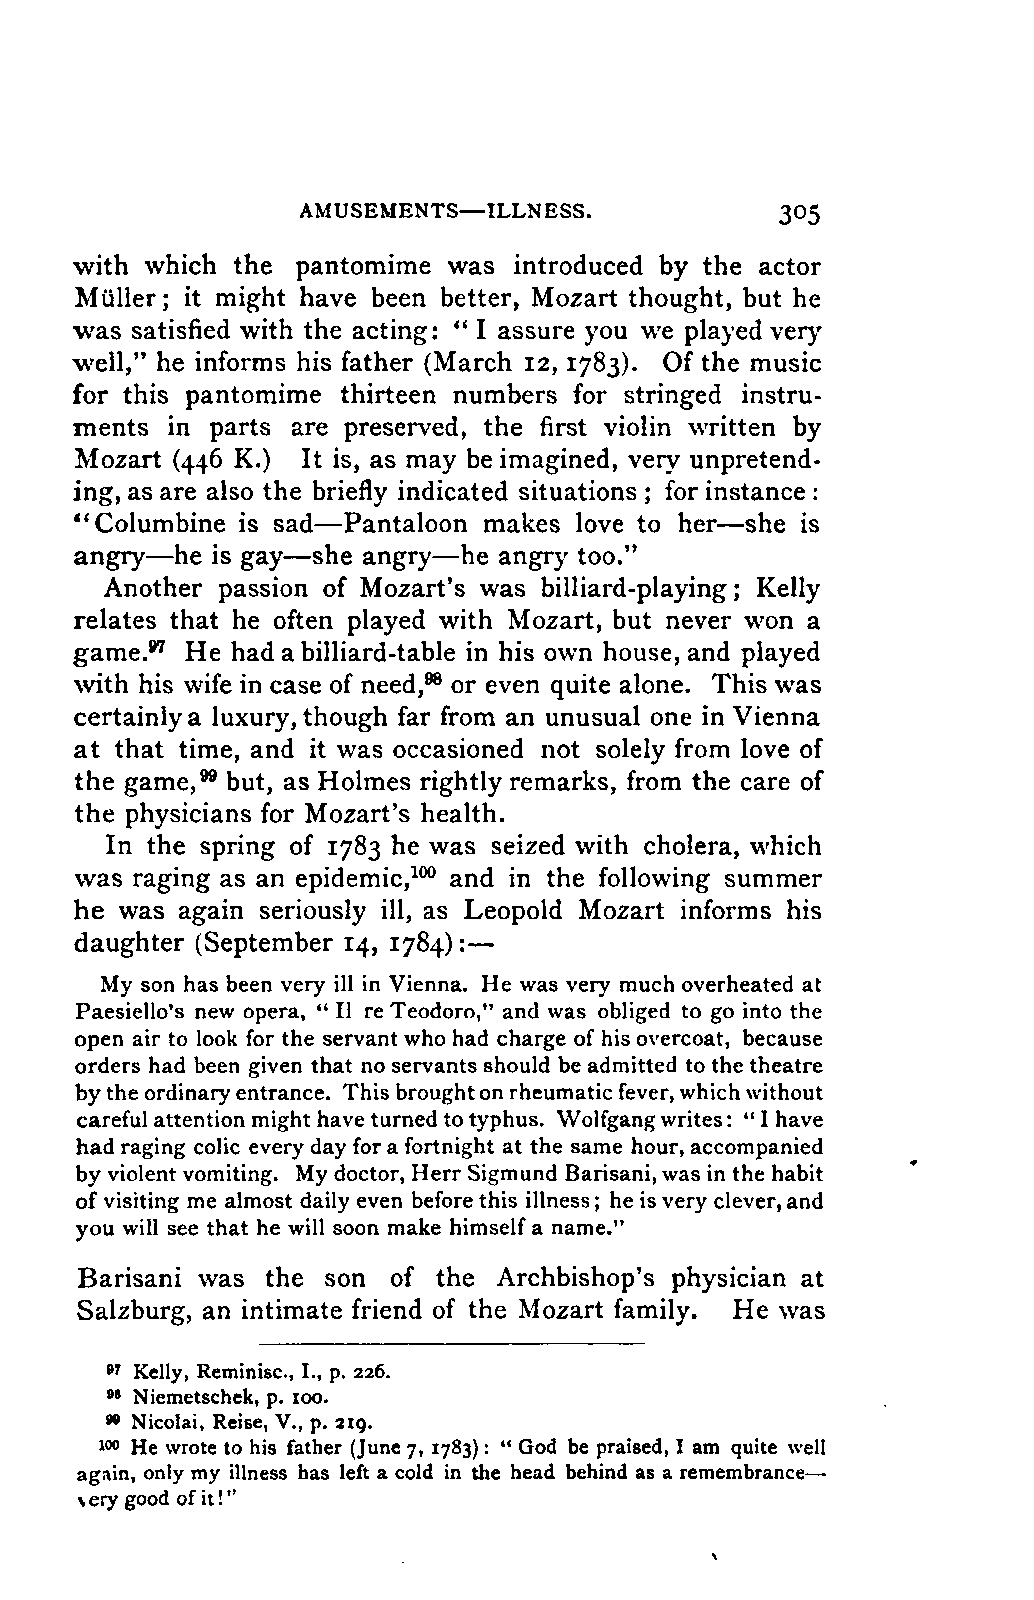 AMUSEMENTS—ILLNESS. 305
with which the pantomime was introduced by the actor
Müller; it might have been better, Mozart thought, but he
was satisfied with the acting: “I assure you we played very
well,” he informs his father (March 12, 1783). Of the music
for this pantomime thirteen numbers for stringed instru-
ments in parts are preserved, the first violin written by
Mozart (446 K.) It is, as may be imagined, very unpretend-
ing, as are also the briefly indicated situations; for instance:
“Columbine is sad—Pantaloon makes love to her—she is
angry—he is gay—she angry—he angry too.”
Another passion of Mozart's was billiard-playing; Kelly
relates that he often played with Mozart, but never won a
game.⁹⁷ He had a billiard-table in his own house, and played
with his wife in case of need,⁹⁸ or even quite alone. This was
certainly a luxury, though far from an unusual one in Vienna
at that time, and it was occasioned not solely from love of
the game,⁹⁹ but, as Holmes rightly remarks, from the care of
the physicians for Mozart's health.
In the spring of 1783 he was seized with cholera, which
was raging as an epidemic,¹⁰⁰ and in the following summer
he was again seriously ill, as Leopold Mozart informs his
daughter (September 14, 1784):—
My son has been very ill in Vienna. He was very much overheated at
Paesiello's new opera, “Il re Teodoro,” and was obliged to go into the
open air to look for the servant who had charge of his overcoat, because
orders had been given that no servants should be admitted to the theatre
by the ordinary entrance. This brought on rheumatic fever, which without
careful attention might have turned to typhus. Wolfgang writes: “I have
had raging colic every day for a fortnight at the same hour, accompanied
by violent vomiting. My doctor, Herr Sigmund Barisani, was in the habit
of visiting me almost daily even before this illness; he is very clever, and
you will see that he will soon make himself a name.”
Barisani was the son of the Archbishop's physician at
Salzburg, an intimate friend of the Mozart family. He was
⁹⁷ Kelly, Reminisc., I., p. 226.
⁹⁸ Niemetschek, p. 100.
⁹⁹ Nicolai, Reise, V., p. 219.
¹⁰⁰ He wrote to his father (June 7, 1783): “God be praised, I am quite well
again, only my illness has left a cold in the head behind as a remembrance—
very good of it!”